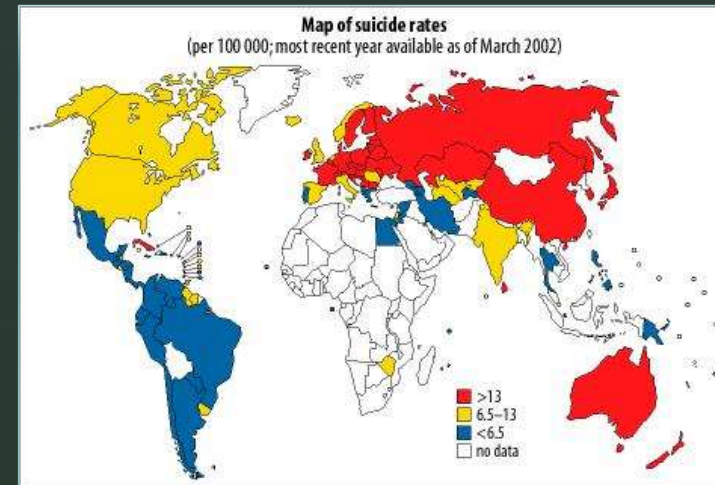 Map of suicide rates
(per 100 000; most recent year available as of March 2002)
>13
6.5–13
<6.5
no data